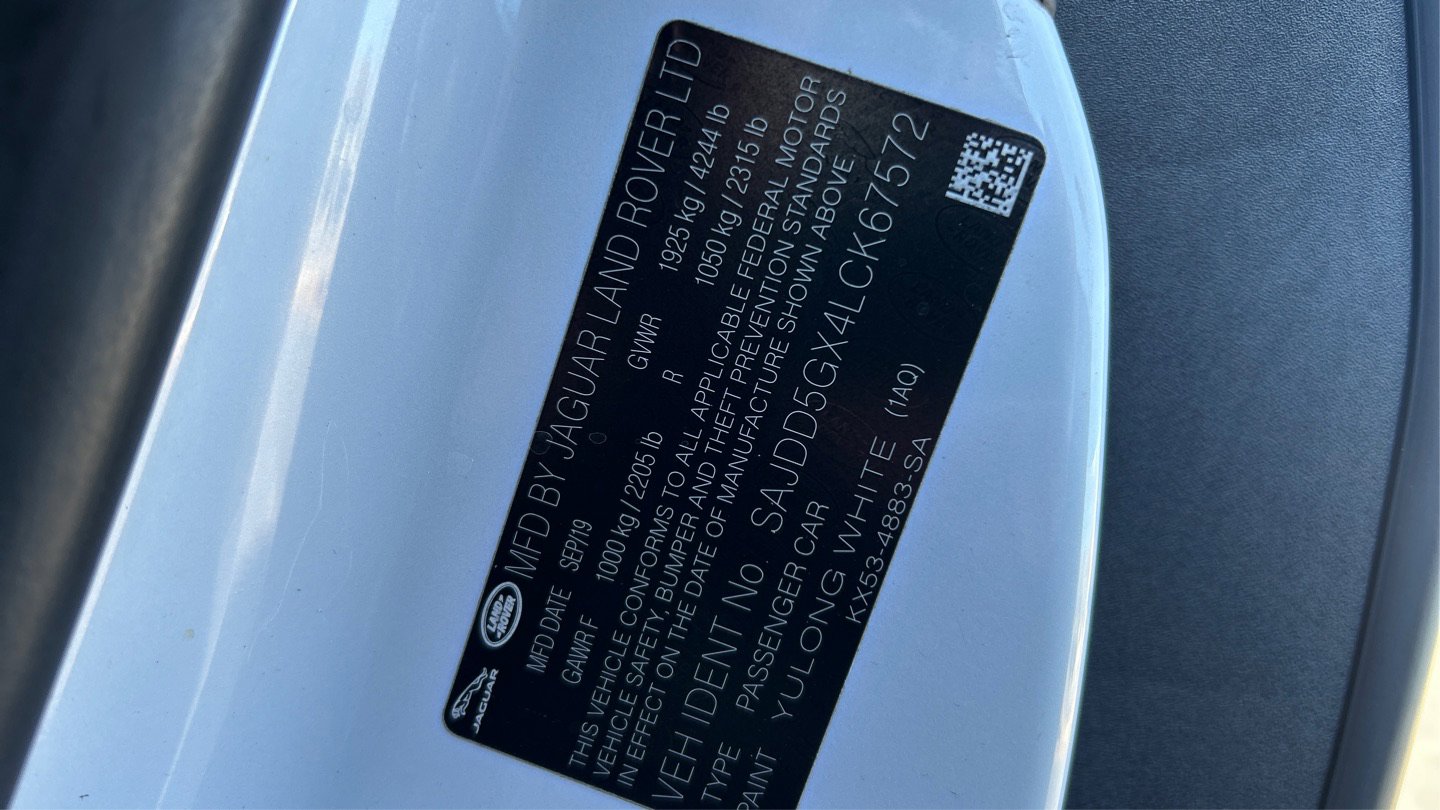 JAGUAR
LAND
ROVER
MFD BY JAGUAR LAND ROVER LTD
MFD DATE SEP/19 GVWR 1925 kg / 4244 lb
GAWR F 1000 kg / 2205 lb R 1050 kg / 2315 lb
THIS VEHICLE CONFORMS TO ALL APPLICABLE FEDERAL MOTOR
VEHICLE SAFETY, BUMPER AND THEFT PREVENTION STANDARDS
IN EFFECT ON THE DATE OF MANUFACTURE SHOWN ABOVE
VEH IDENT No SAJDD5GX4LCK67572
TYPE PASSENGER CAR
PAINT YULONG WHITE (1AQ)
KX53-4883-SA